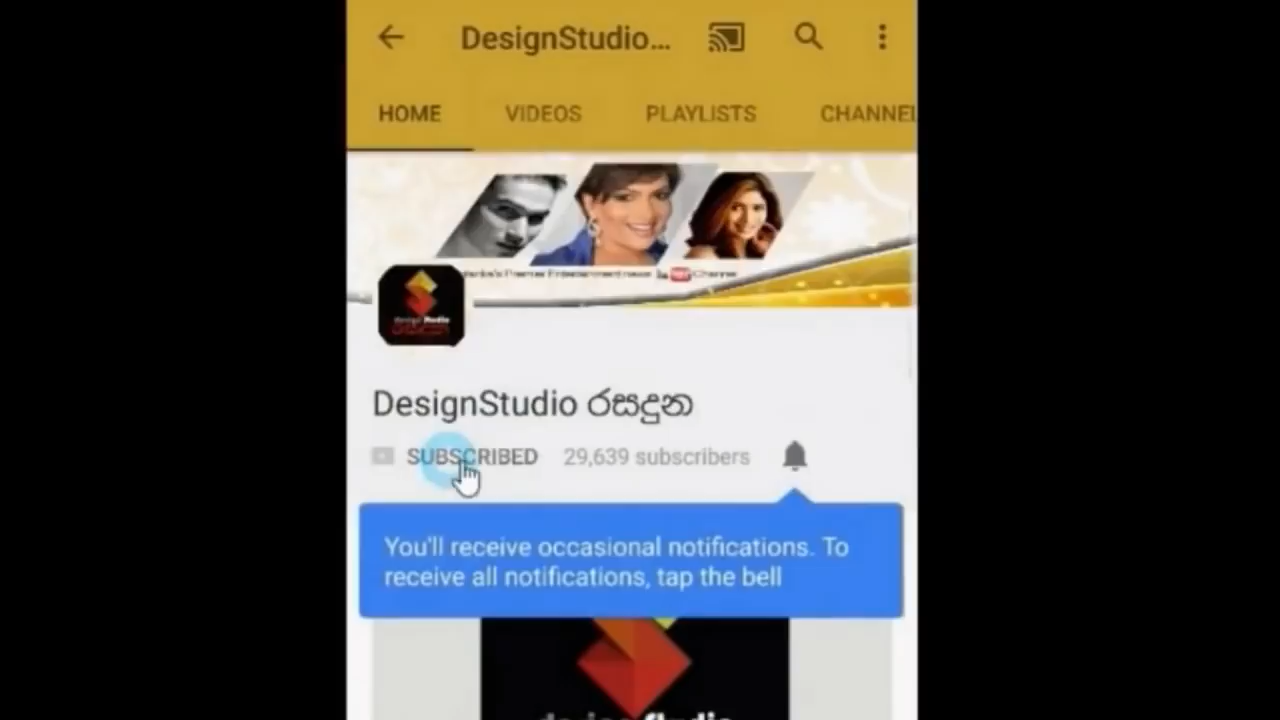 DesignStudio...
HOME VIDEOS PLAYLISTS CHANNEL
DesignStudio රසදුන
SUBSCRIBED 29,639 subscribers
You'll receive occasional notifications. To
receive all notifications, tap the bell